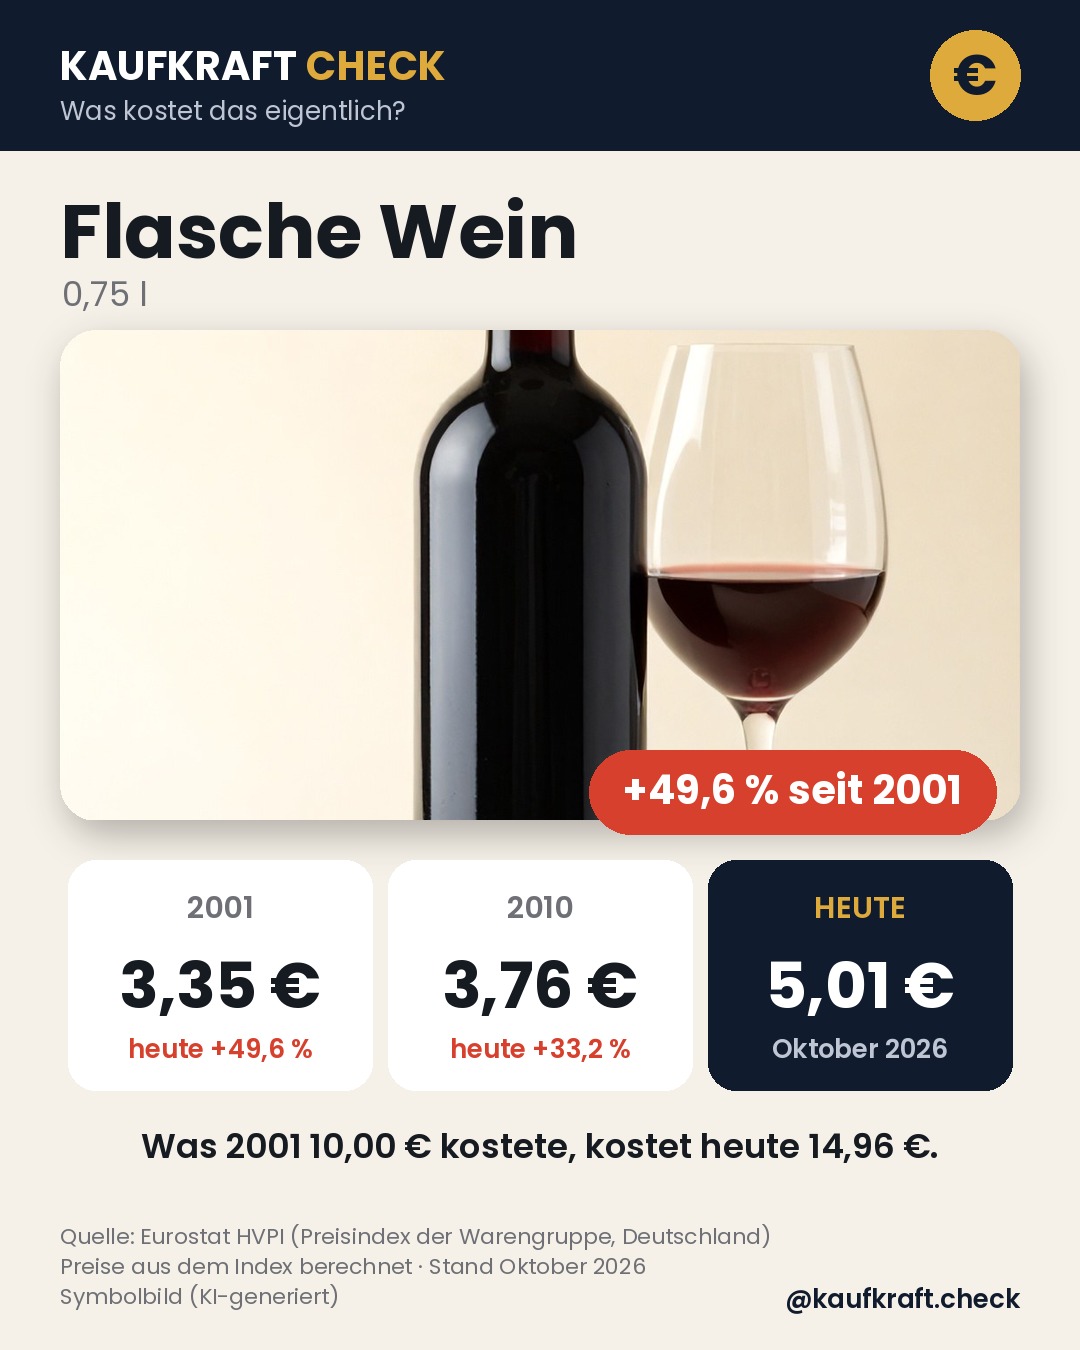 KAUFKRAFT CHECK
Was kostet das eigentlich?
€
Flasche Wein
0,75 l
+49,6 % seit 2001
2001
3,35 €
heute +49,6 %
2010
3,76 €
heute +33,2 %
HEUTE
5,01 €
Oktober 2026
Was 2001 10,00 € kostete, kostet heute 14,96 €.
Quelle: Eurostat HVPI (Preisindex der Warengruppe, Deutschland)
Preise aus dem Index berechnet · Stand Oktober 2026
Symbolbild (KI-generiert)
@kaufkraft.check